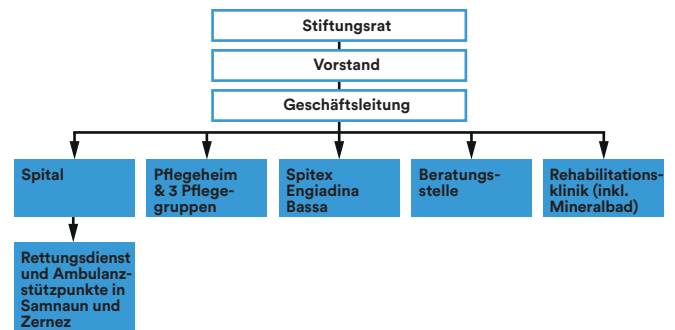 Stiftungsrat
Vorstand
Geschäftsleitung
Spital
Pflegeheim
& 3 Pflege-
gruppen
Spitex
Engiadina
Bassa
Beratungs-
stelle
Rehabilitations-
klinik (inkl.
Mineralbad)
Rettungsdienst
und Ambulanz-
stützpunkte in
Samnaun und
Zernez